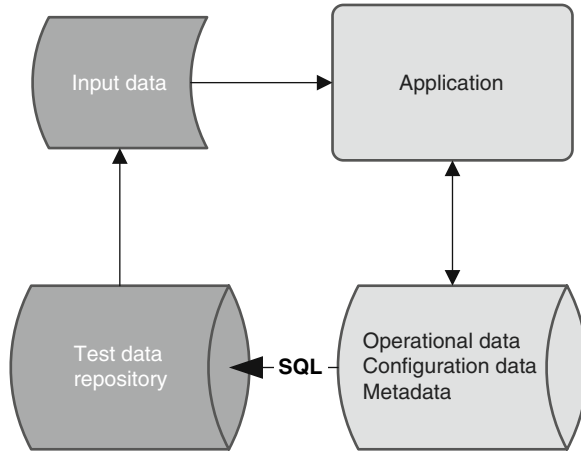 Input data
Application
Test data
repository
SQL
Operational data
Configuration data
Metadata